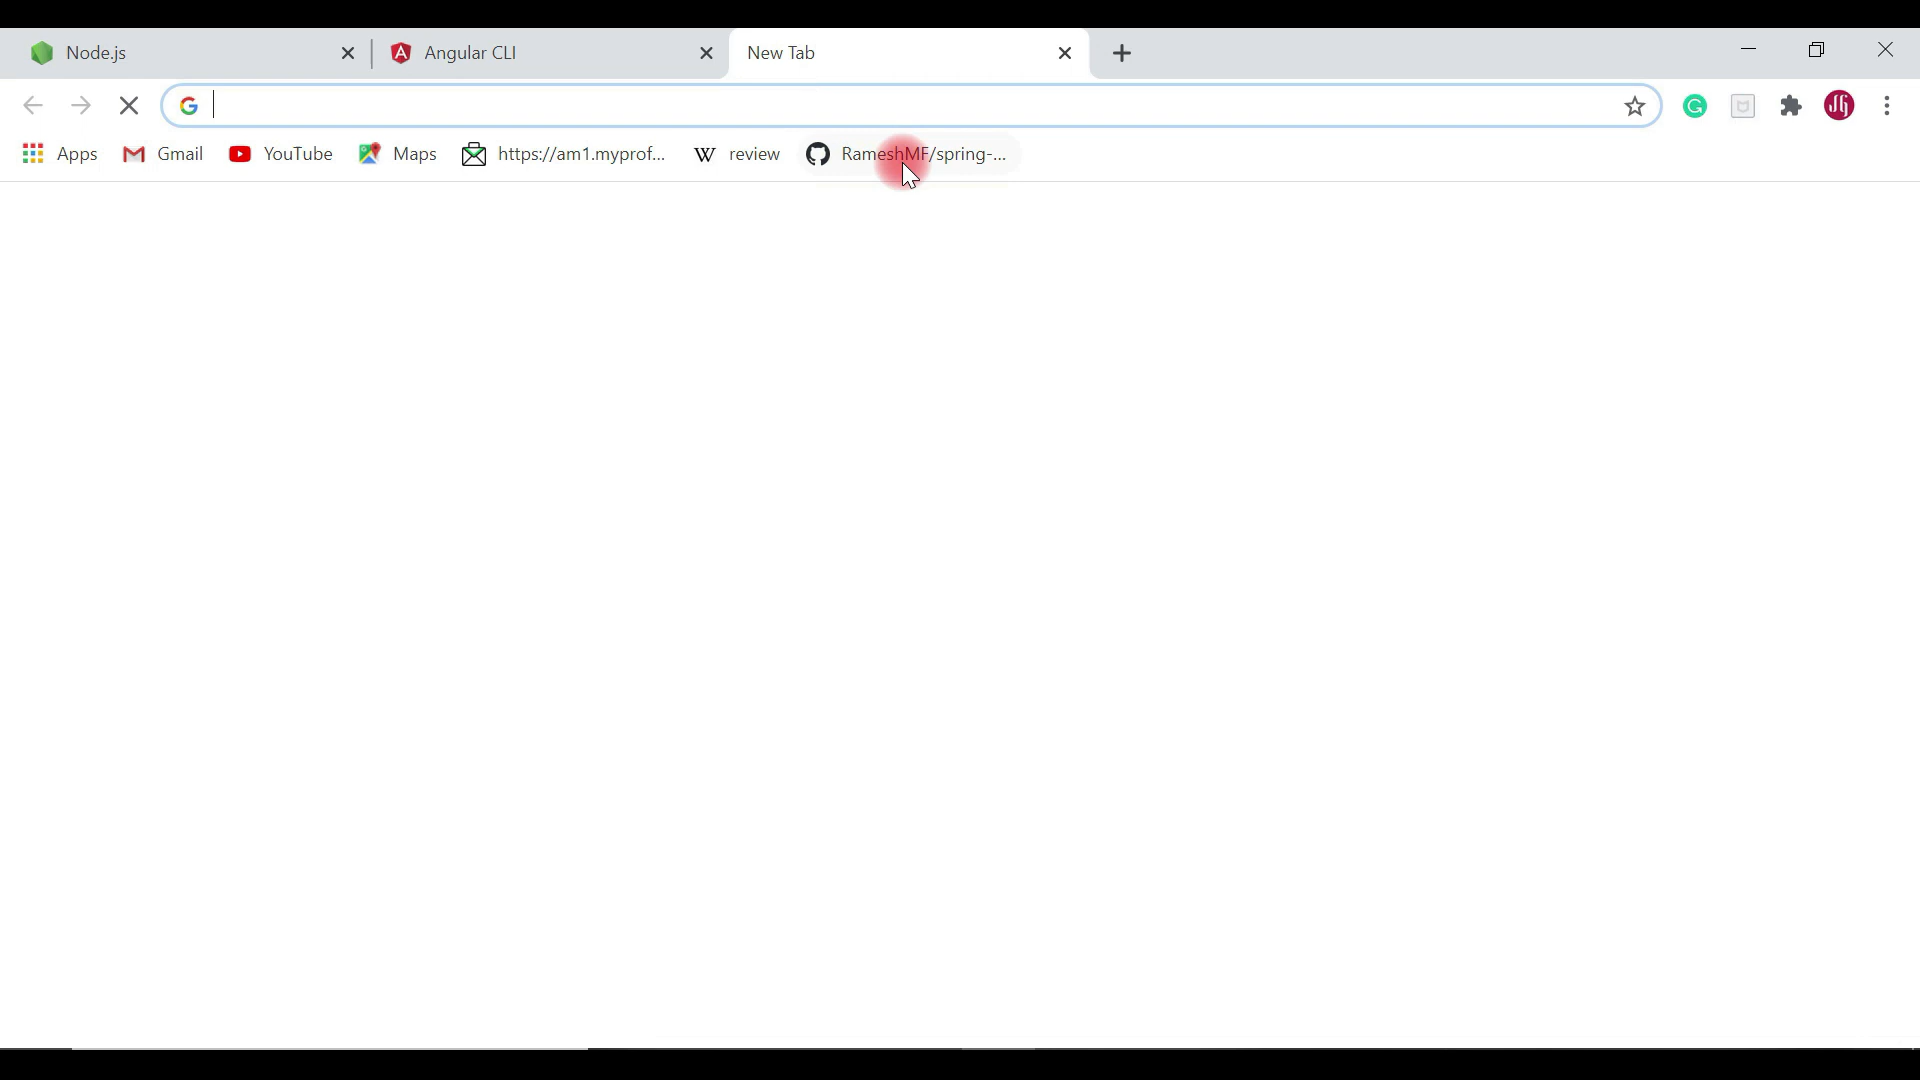 Node.js
Angular CLI
New Tab
Apps
Gmail
YouTube
Maps
https://am1.myprof...
review
RameshMF/spring-...